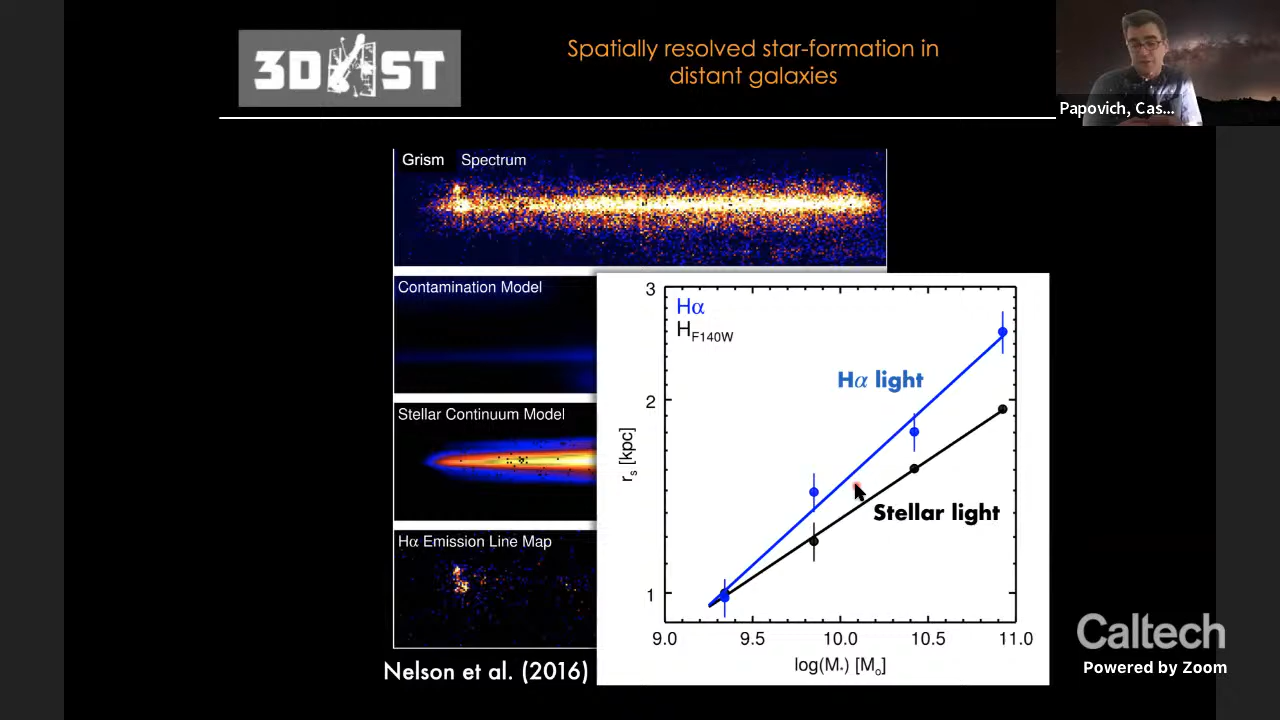 3D HST
Spatially resolved star-formation in
distant galaxies
Papovich, Cas...
Grism Spectrum
Contamination Model
Stellar Continuum Model
Hα Emission Line Map
Nelson et al. (2016)
Hα
H_F140W
Hα light
Stellar light
3
2
1
r_s [kpc]
9.0 9.5 10.0 10.5 11.0
log(M*) [M_o]
Caltech
Powered by Zoom